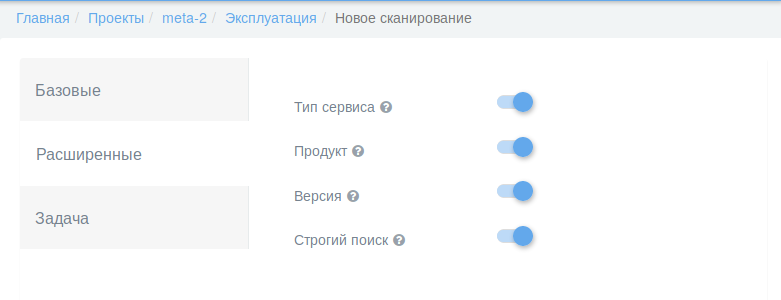 Главная / Проекты / meta-2 / Эксплуатация / Новое сканирование
Базовые
Расширенные
Задача
Тип сервиса ?
Продукт ?
Версия ?
Строгий поиск ?